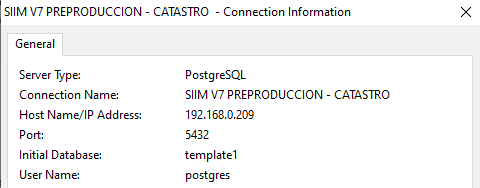 SIIM V7 PREPRODUCCION - CATASTRO - Connection Information
General
Server Type: PostgreSQL
Connection Name: SIIM V7 PREPRODUCCION - CATASTRO
Host Name/IP Address: 192.168.0.209
Port: 5432
Initial Database: template1
User Name: postgres